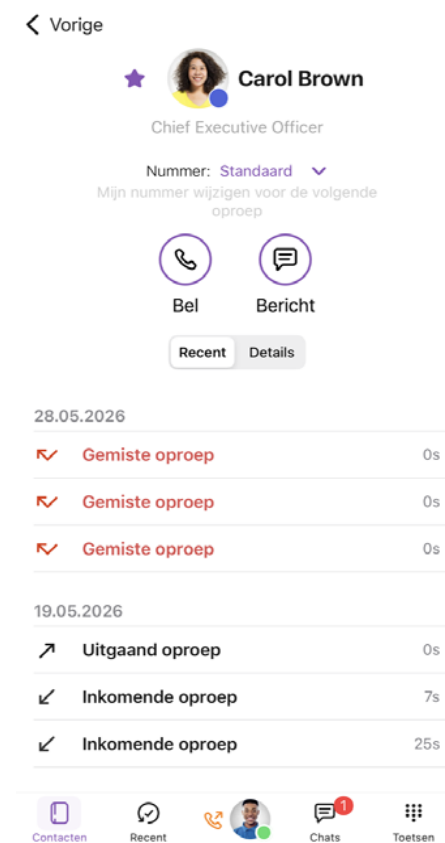 Vorige
Carol Brown
Chief Executive Officer
Nummer: Standaard
Mijn nummer wijzigen voor de volgende
oproep
Bel Bericht
Recent Details
28.05.2026
Gemiste oproep 0s
Gemiste oproep 0s
Gemiste oproep 0s
19.05.2026
Uitgaand oproep 0s
Inkomende oproep 7s
Inkomende oproep 25s
1
Contacten Recent Chats Toetsen